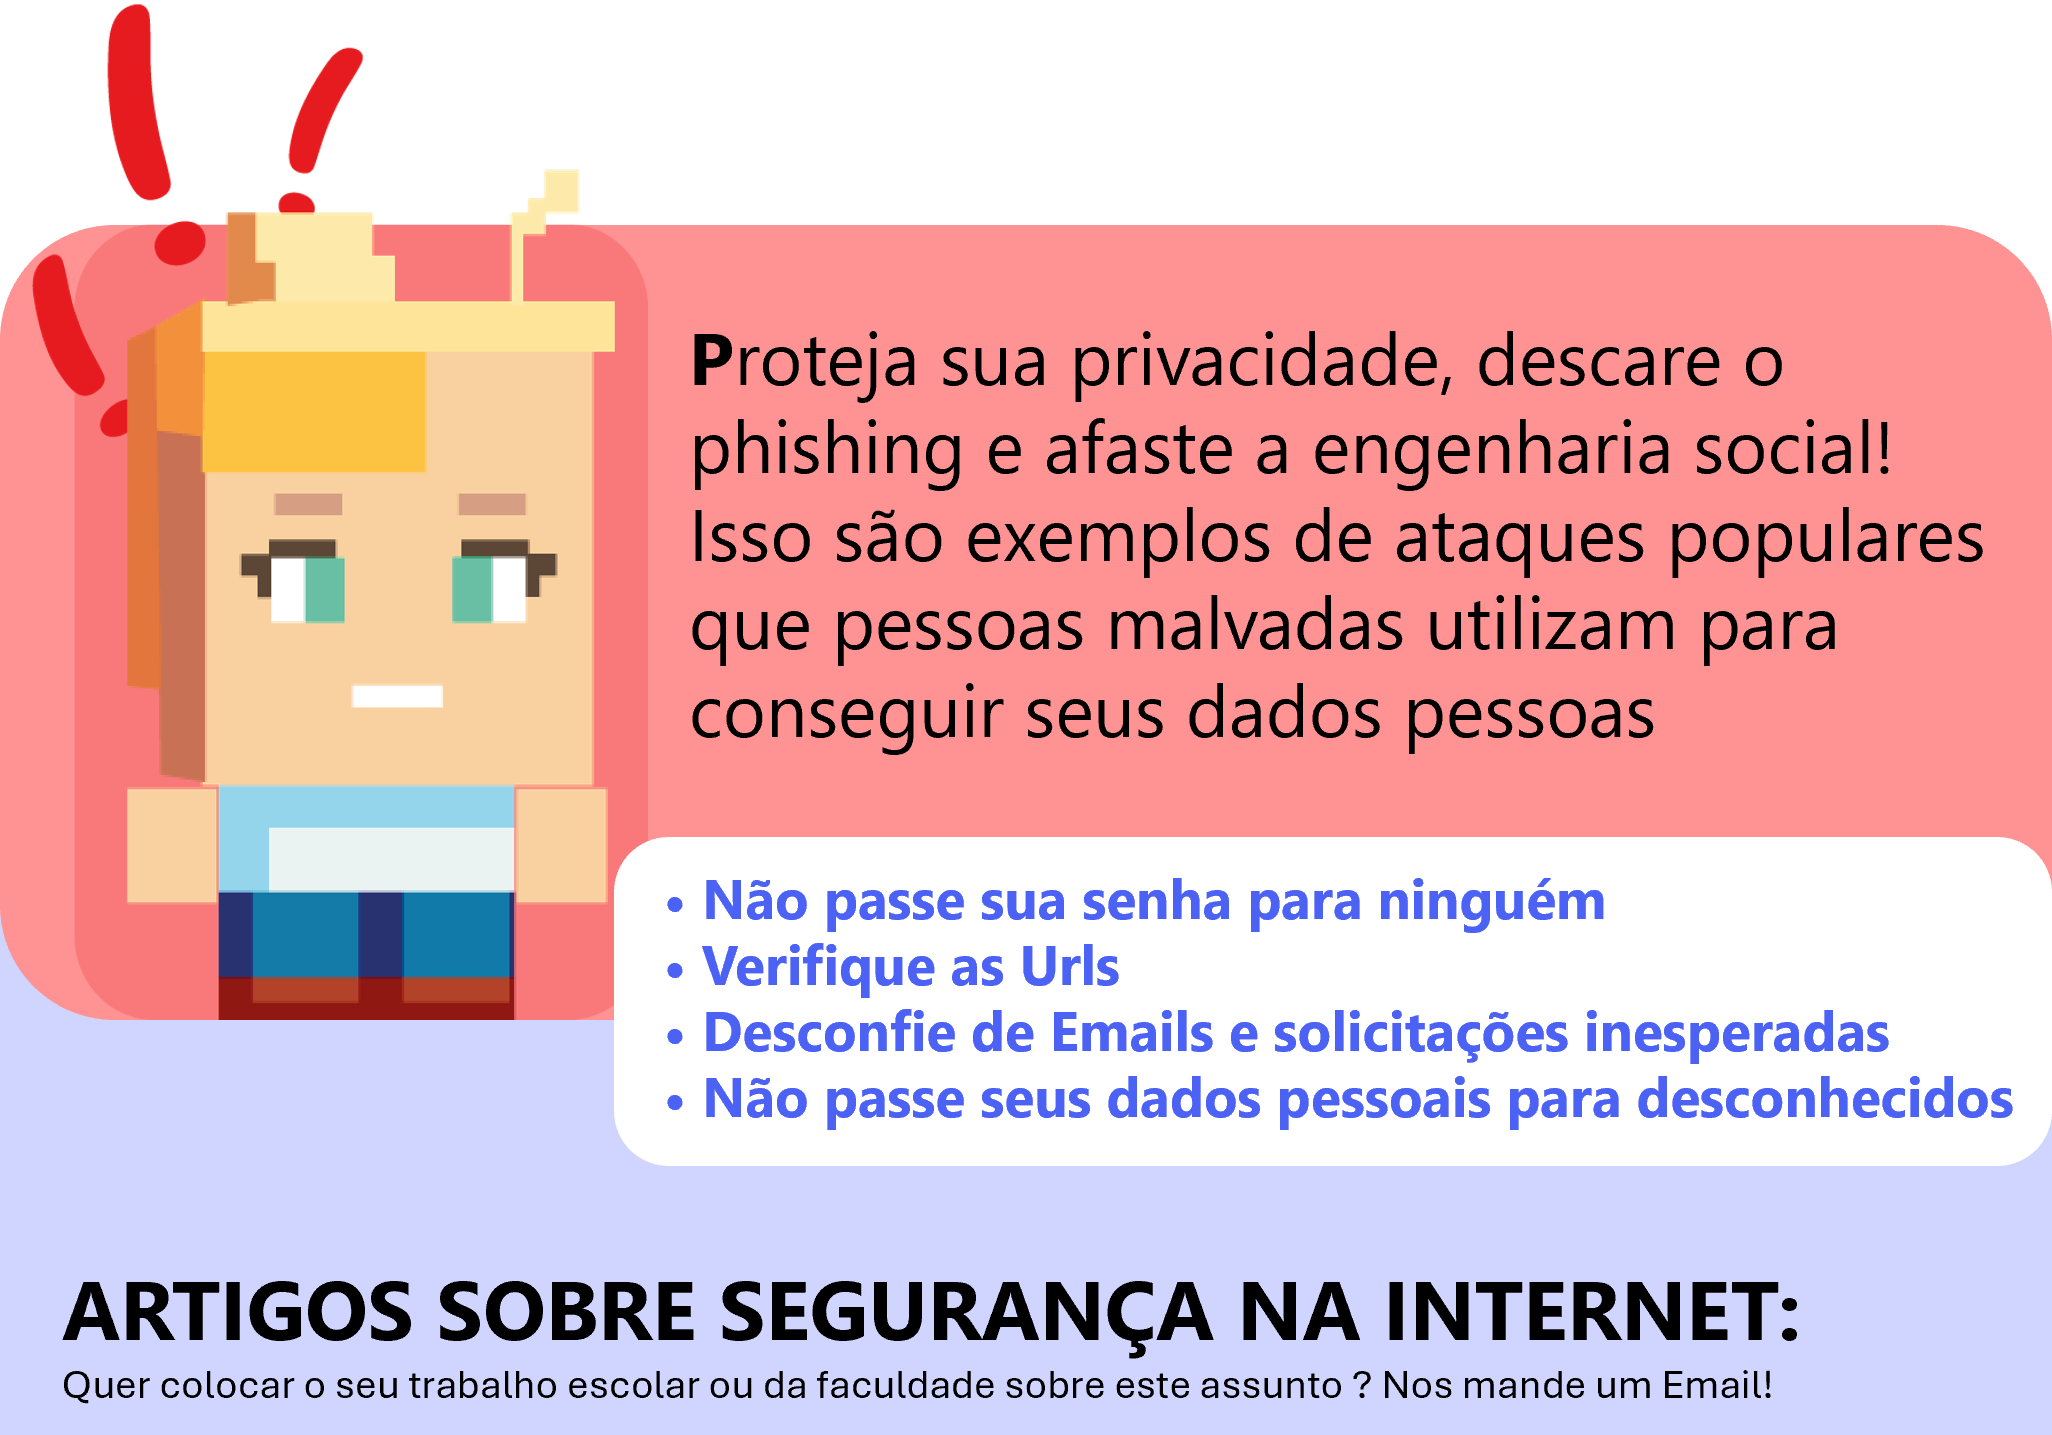 Proteja sua privacidade, descare o
phishing e afaste a engenharia social!
Isso são exemplos de ataques populares
que pessoas malvadas utilizam para
conseguir seus dados pessoas
• Não passe sua senha para ninguém
• Verifique as Urls
• Desconfie de Emails e solicitações inesperadas
• Não passe seus dados pessoais para desconhecidos
ARTIGOS SOBRE SEGURANÇA NA INTERNET:
Quer colocar o seu trabalho escolar ou da faculdade sobre este assunto ? Nos mande um Email!